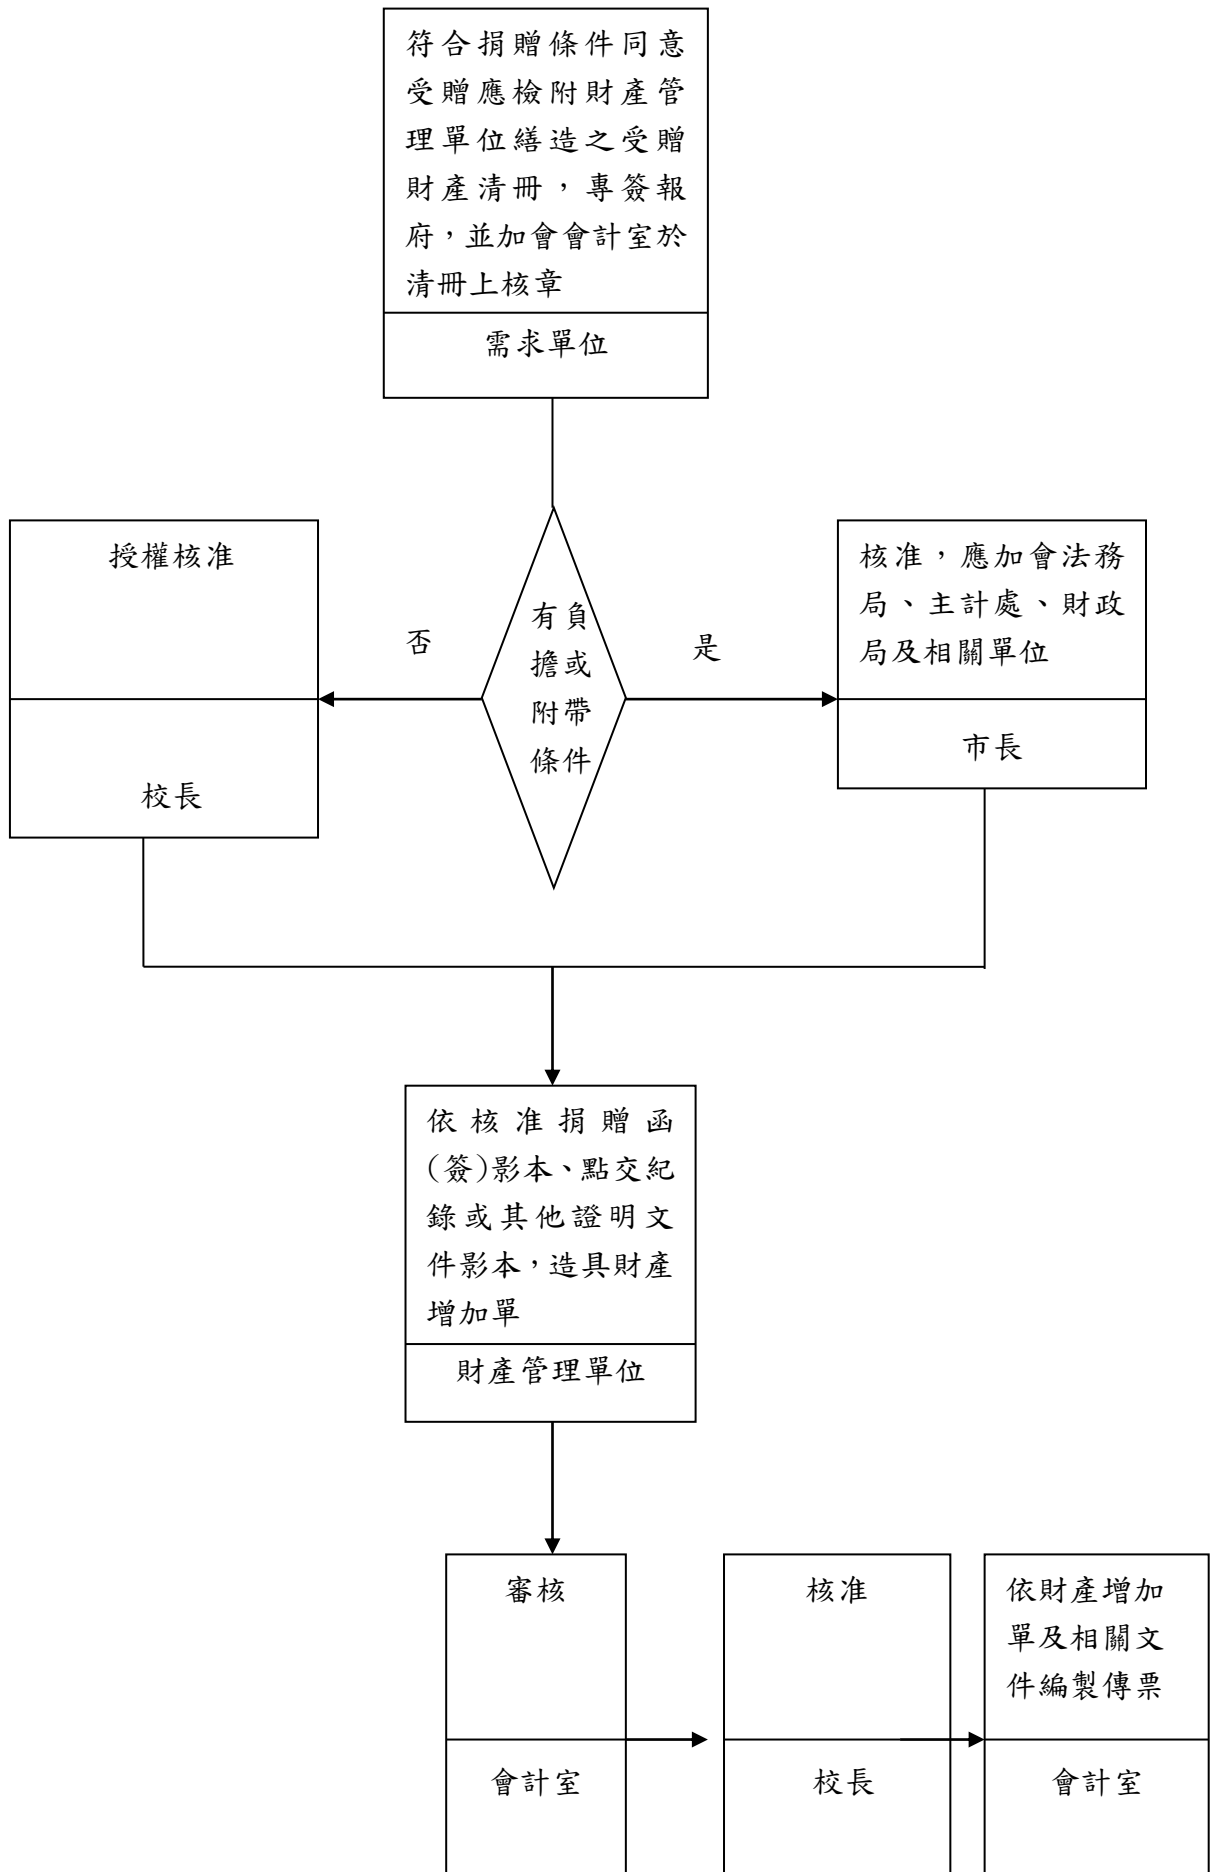 符合捐贈條件同意
受贈應檢附財產管
理單位繕造之受贈
財產清冊，專簽報
府，並加會會計室於
清冊上核章
需求單位
授權核准
校長
否
有負
擔或
附帶
條件
是
核准，應加會法務
局、主計處、財政
局及相關單位
市長
依核准捐贈函
(簽)影本、點交紀
錄或其他證明文
件影本，造具財產
增加單
財產管理單位
審核
會計室
核准
校長
依財產增加
單及相關文
件編製傳票
會計室